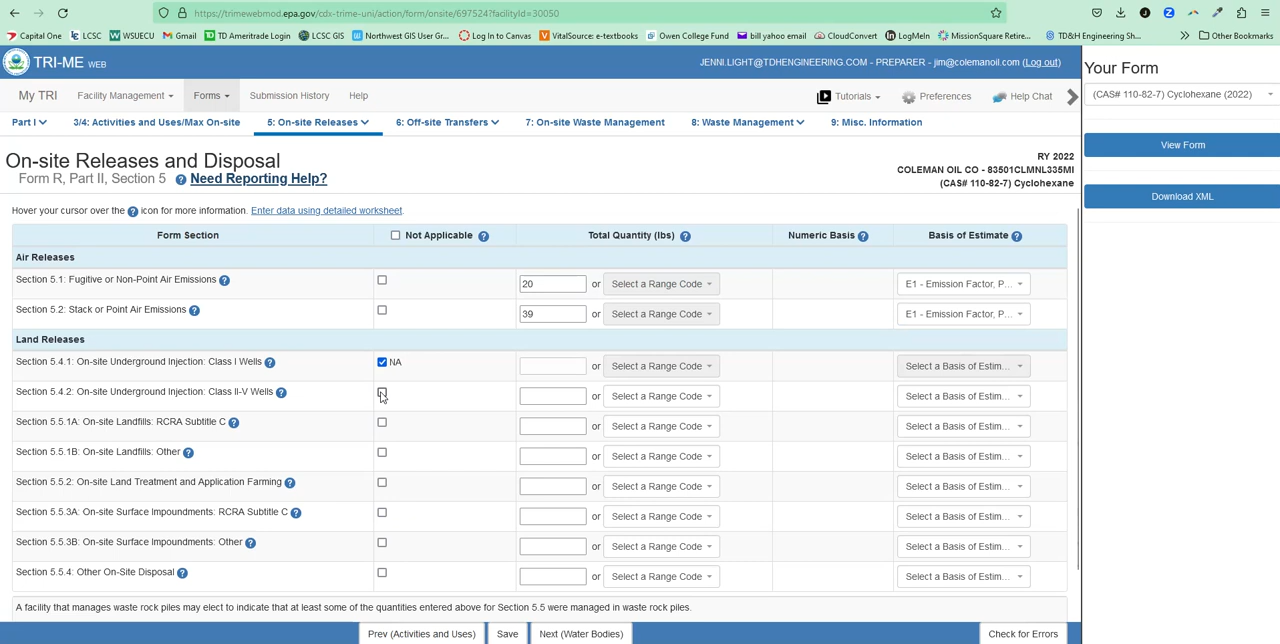 https://trimewebmod.epa.gov/cdx-trime-uni/action/form/onsite/697524?facilityId=30050
Capital One LCSC WSUECU Gmail TD Ameritrade Login LCSC GIS Northwest GIS User Gr... Log In to Canvas VitalSource: e-textbooks Owen College Fund bill yahoo email CloudConvert LogMeIn MissionSquare Retire... TD&H Engineering Sh... Other Bookmarks
TRI-ME WEB JENNI.LIGHT@TDHENGINEERING.COM - PREPARER - jim@colemanoil.com (Log out)
Your Form
My TRI Facility Management Forms Submission History Help Tutorials Preferences Help Chat
(CAS# 110-82-7) Cyclohexane (2022)
Part I 3/4: Activities and Uses/Max On-site 5: On-site Releases 6: Off-site Transfers 7: On-site Waste Management 8: Waste Management 9: Misc. Information
View Form
On-site Releases and Disposal
Form R, Part II, Section 5 ? Need Reporting Help?
RY 2022
COLEMAN OIL CO - 83501CLMNL335MI
(CAS# 110-82-7) Cyclohexane
Download XML
Hover your cursor over the ? icon for more information. Enter data using detailed worksheet.
Form Section Not Applicable ? Total Quantity (lbs) ? Numeric Basis ? Basis of Estimate ?
Air Releases
Section 5.1: Fugitive or Non-Point Air Emissions ? 20 or Select a Range Code E1 - Emission Factor, P...
Section 5.2: Stack or Point Air Emissions ? 39 or Select a Range Code E1 - Emission Factor, P...
Land Releases
Section 5.4.1: On-site Underground Injection: Class I Wells ? NA or Select a Range Code Select a Basis of Estim...
Section 5.4.2: On-site Underground Injection: Class II-V Wells ? or Select a Range Code Select a Basis of Estim...
Section 5.5.1A: On-site Landfills: RCRA Subtitle C ? or Select a Range Code Select a Basis of Estim...
Section 5.5.1B: On-site Landfills: Other ? or Select a Range Code Select a Basis of Estim...
Section 5.5.2: On-site Land Treatment and Application Farming ? or Select a Range Code Select a Basis of Estim...
Section 5.5.3A: On-site Surface Impoundments: RCRA Subtitle C ? or Select a Range Code Select a Basis of Estim...
Section 5.5.3B: On-site Surface Impoundments: Other ? or Select a Range Code Select a Basis of Estim...
Section 5.5.4: Other On-Site Disposal ? or Select a Range Code Select a Basis of Estim...
A facility that manages waste rock piles may elect to indicate that at least some of the quantities entered above for Section 5.5 were managed in waste rock piles.
Prev (Activities and Uses) Save Next (Water Bodies) Check for Errors